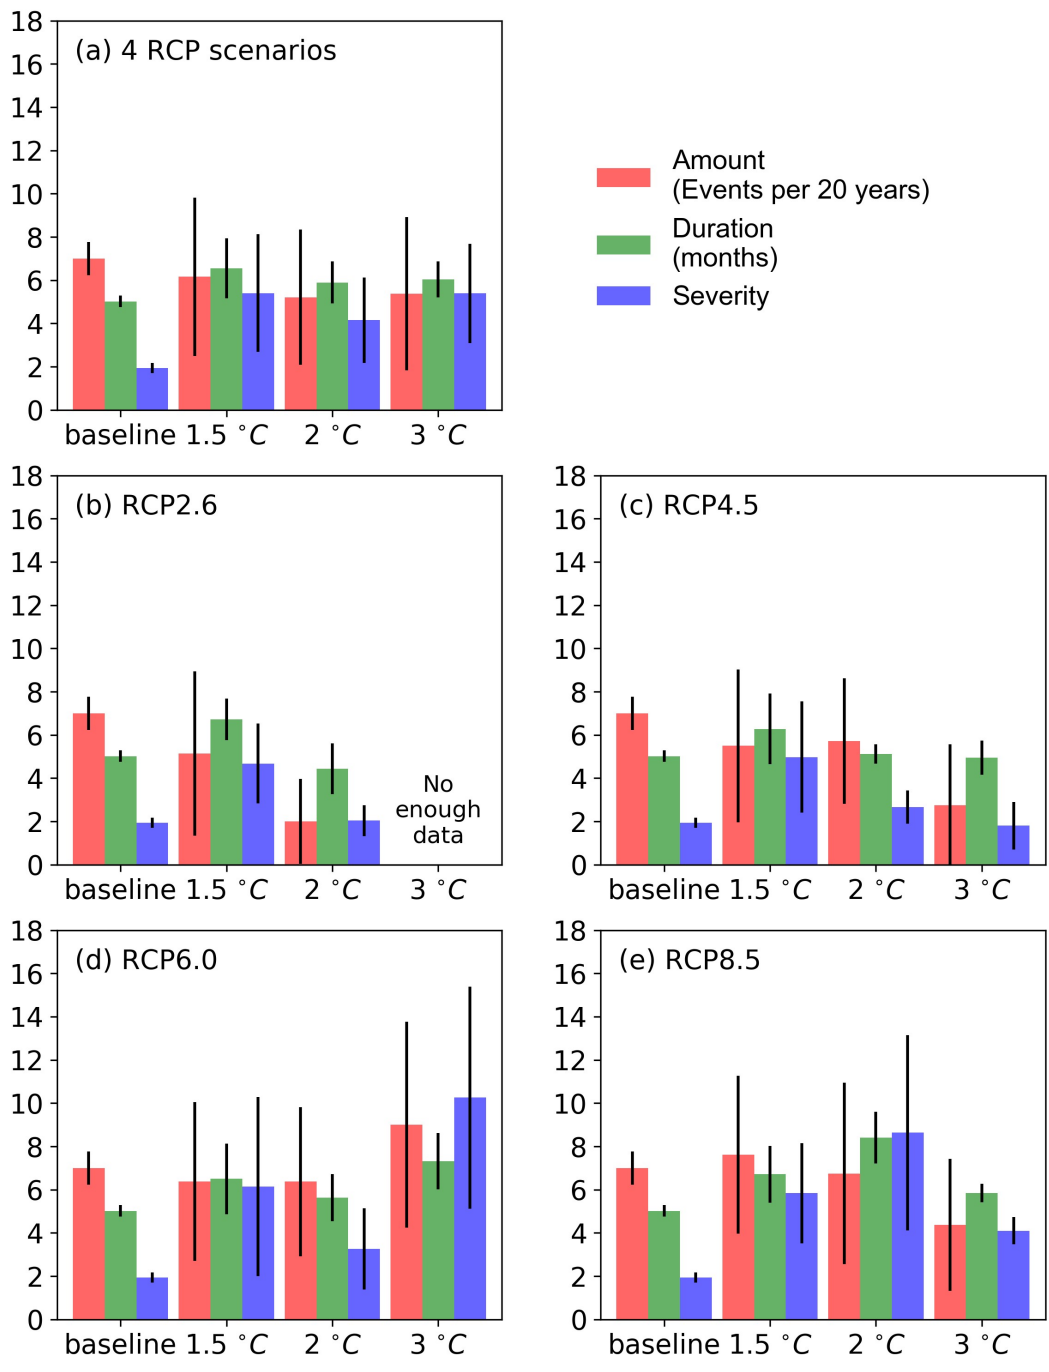 18
16
14
12
10
8
6
4
2
0
(a) 4 RCP scenarios
baseline 1.5 °C 2 °C 3 °C
Amount
(Events per 20 years)
Duration
(months)
Severity
18
16
14
12
10
8
6
4
2
0
(b) RCP2.6
No
enough
data
baseline 1.5 °C 2 °C 3 °C
18
16
14
12
10
8
6
4
2
0
(c) RCP4.5
baseline 1.5 °C 2 °C 3 °C
18
16
14
12
10
8
6
4
2
0
(d) RCP6.0
baseline 1.5 °C 2 °C 3 °C
18
16
14
12
10
8
6
4
2
0
(e) RCP8.5
baseline 1.5 °C 2 °C 3 °C